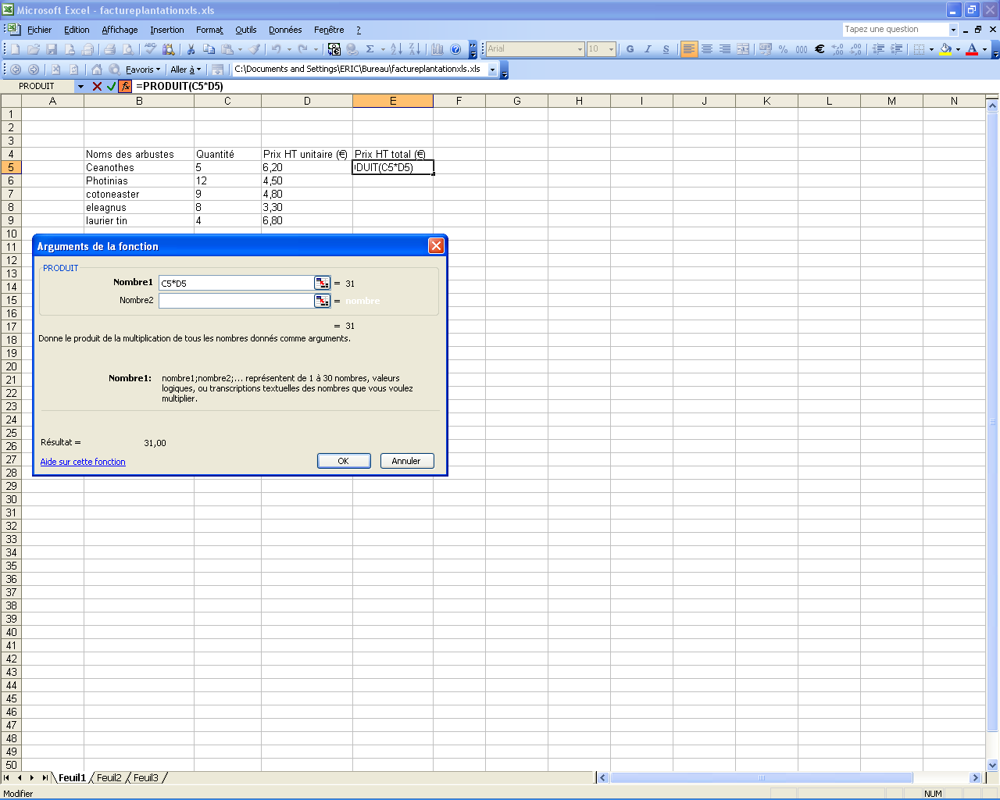 Microsoft Excel - factureplantationxls.xls
Fichier Edition Affichage Insertion Format Outils Données Fenêtre ? Tapez une question
Arial 10 G I S % 000 €
Favoris Aller à C:\Documents and Settings\ERIC\Bureau\factureplantationxls.xls
PRODUIT =PRODUIT(C5*D5)
A B C D E F G H I J K L M N
1
2
3
4 Noms des arbustes Quantité Prix HT unitaire (€) Prix HT total (€)
5 Ceanothes 5 6,20 DUIT(C5*D5)
6 Photinias 12 4,50
7 cotoneaster 9 4,80
8 eleagnus 8 3,30
9 laurier tin 4 6,80
10
11 Arguments de la fonction
12
13 PRODUIT
14 Nombre1 C5*D5 = 31
15 Nombre2 = nombre
16
17 = 31
18 Donne le produit de la multiplication de tous les nombres donnés comme arguments.
19
20
21 Nombre1: nombre1;nombre2;... représentent de 1 à 30 nombres, valeurs
22 logiques, ou transcriptions textuelles des nombres que vous voulez
23 multiplier.
24
25
26 Résultat = 31,00
27 Aide sur cette fonction OK Annuler
28
29
30
31
32
33
34
35
36
37
38
39
40
41
42
43
44
45
46
47
48
49
50
Feuil1 Feuil2 Feuil3
Modifier NUM